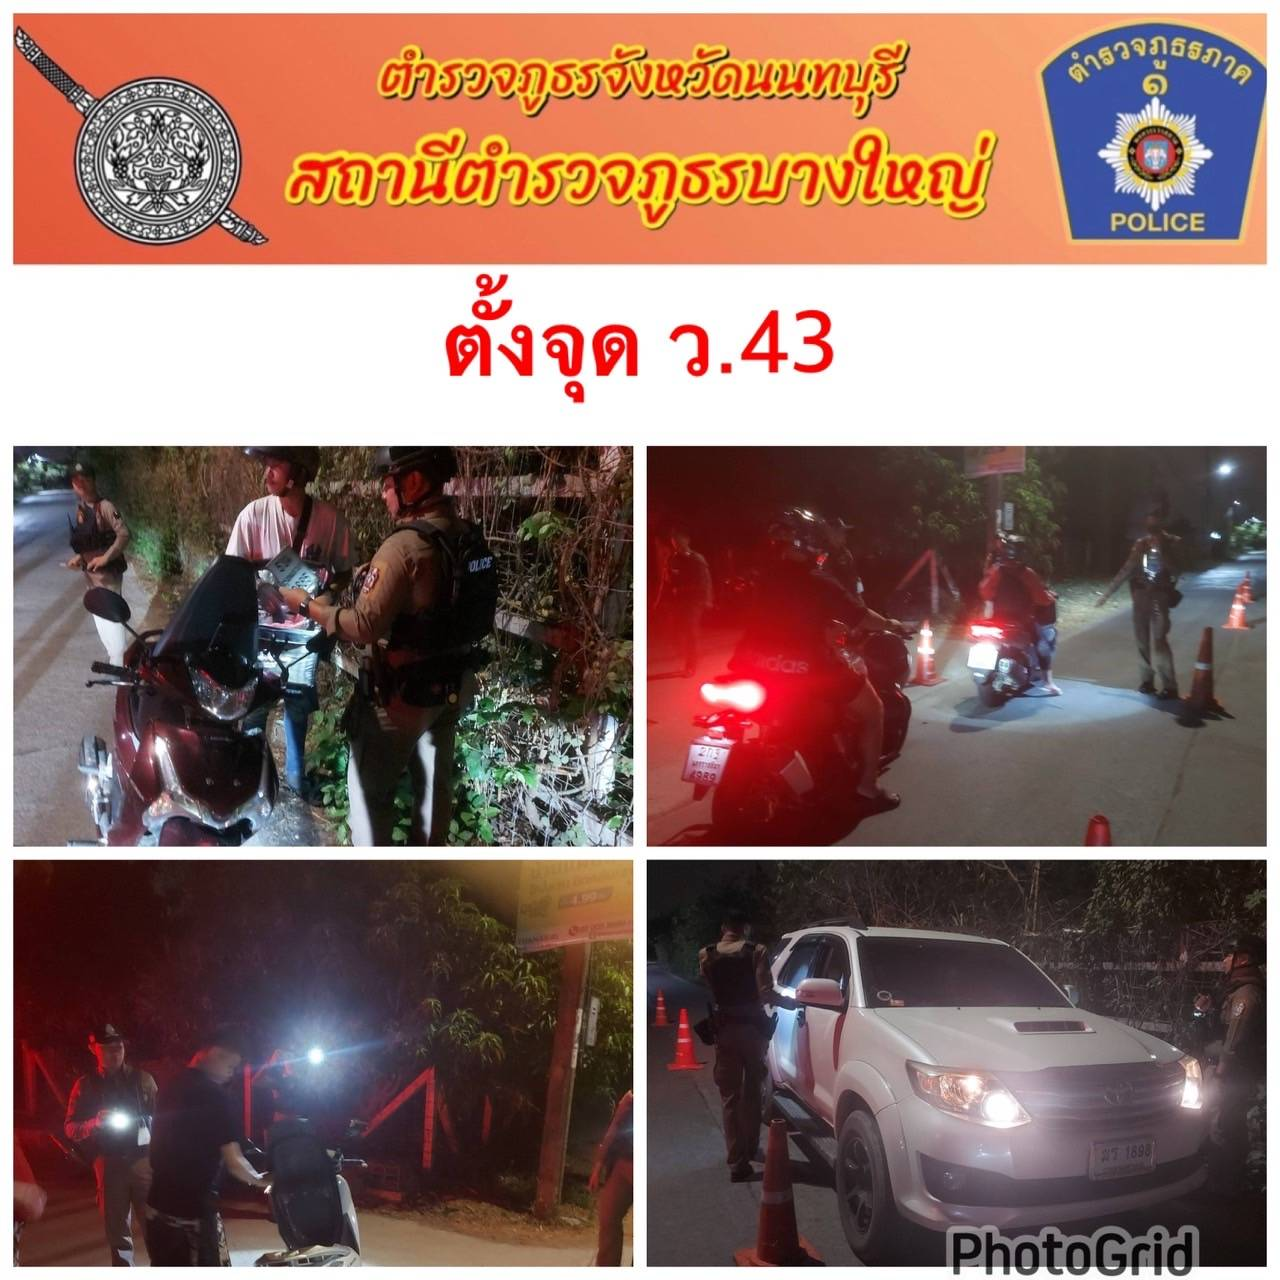 ตำรวจภูธรจังหวัดนนทบุรี
สถานีตำรวจภูธรบางใหญ่
ตำรวจภูธรภาค
๑
POLICE
ตั้งจุด ว.43
POLICE
adidas
4989
1898
PhotoGrid